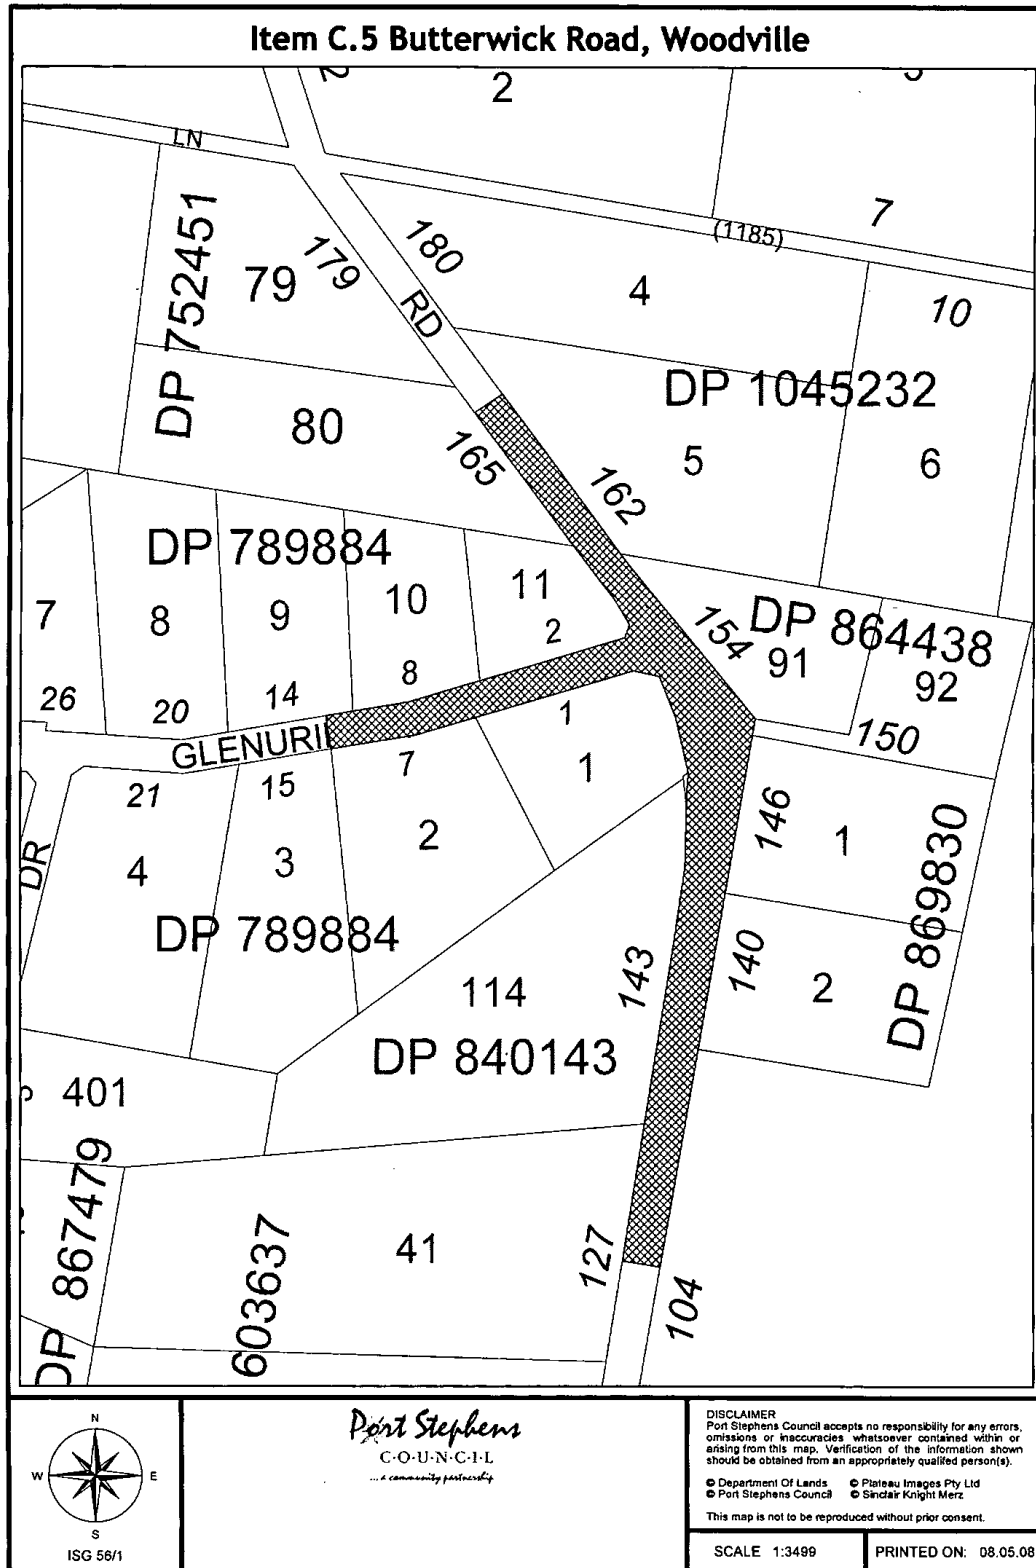 Item C.5 Butterwick Road, Woodville
2
2
LN
7
(1185)
180
179
79
4
10
RD
DP 752451
DP 1045232
80
165
5
6
162
DP 789884
11
10
7
8
9
2
154
DP 864438
91
92
8
26
20
14
1
150
GLENURI
7
1
21
15
146
2
1
DR
4
3
DP 869830
DP 789884
143
140
114
2
DP 840143
401
DP 867479
603637
41
127
104
N
W
E
S
ISG 56/1
Port Stephens
C·O·U·N·C·I·L
... a community partnership
DISCLAIMER
Port Stephens Council accepts no responsibility for any errors,
omissions or inaccuracies whatsoever contained within or
arising from this map. Verification of the information shown
should be obtained from an appropriately qualifed person(s).
© Department Of Lands © Plateau Images Pty Ltd
© Port Stephens Council © Sinclair Knight Merz
This map is not to be reproduced without prior consent.
SCALE 1:3499
PRINTED ON: 08.05.08